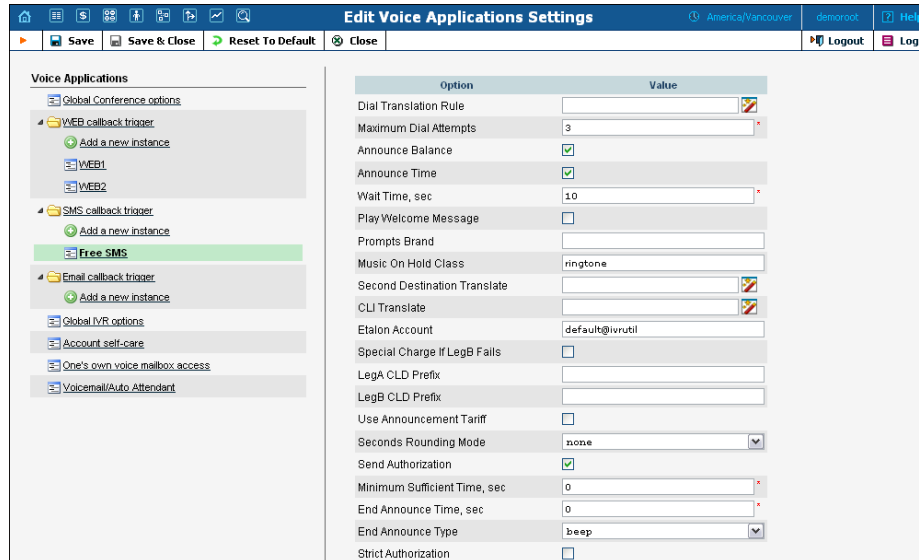 Edit Voice Applications Settings
America/Vancouver
demoroot
? Help
Save
Save & Close
Reset To Default
Close
Logout
Log
Voice Applications
Global Conference options
WEB callback trigger
Add a new instance
WEB1
WEB2
SMS callback trigger
Add a new instance
Free SMS
Email callback trigger
Add a new instance
Global IVR options
Account self-care
One's own voice mailbox access
Voicemail/Auto Attendant
Option Value
Dial Translation Rule
Maximum Dial Attempts 3 *
Announce Balance
Announce Time
Wait Time, sec 10 *
Play Welcome Message
Prompts Brand
Music On Hold Class ringtone
Second Destination Translate
CLI Translate
Etalon Account default@ivrutil
Special Charge If LegB Fails
LegA CLD Prefix
LegB CLD Prefix
Use Announcement Tariff
Seconds Rounding Mode none
Send Authorization
Minimum Sufficient Time, sec 0 *
End Announce Time, sec 0 *
End Announce Type beep
Strict Authorization